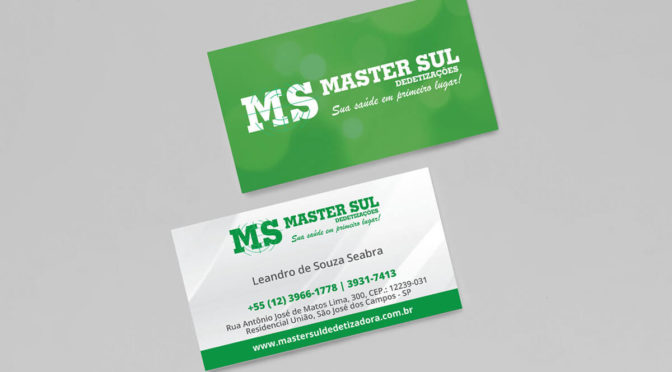 MS MASTER SUL
DEDETIZAÇÕES
Sua saúde em primeiro lugar!
MS MASTER SUL
DEDETIZAÇÕES
Sua saúde em primeiro lugar!
Leandro de Souza Seabra
+55 (12) 3966-1778 | 3931-7413
Rua Antônio José de Matos Lima, 300, CEP.: 12239-031
Residencial União, São José dos Campos - SP
www.mastersuldedetizadora.com.br